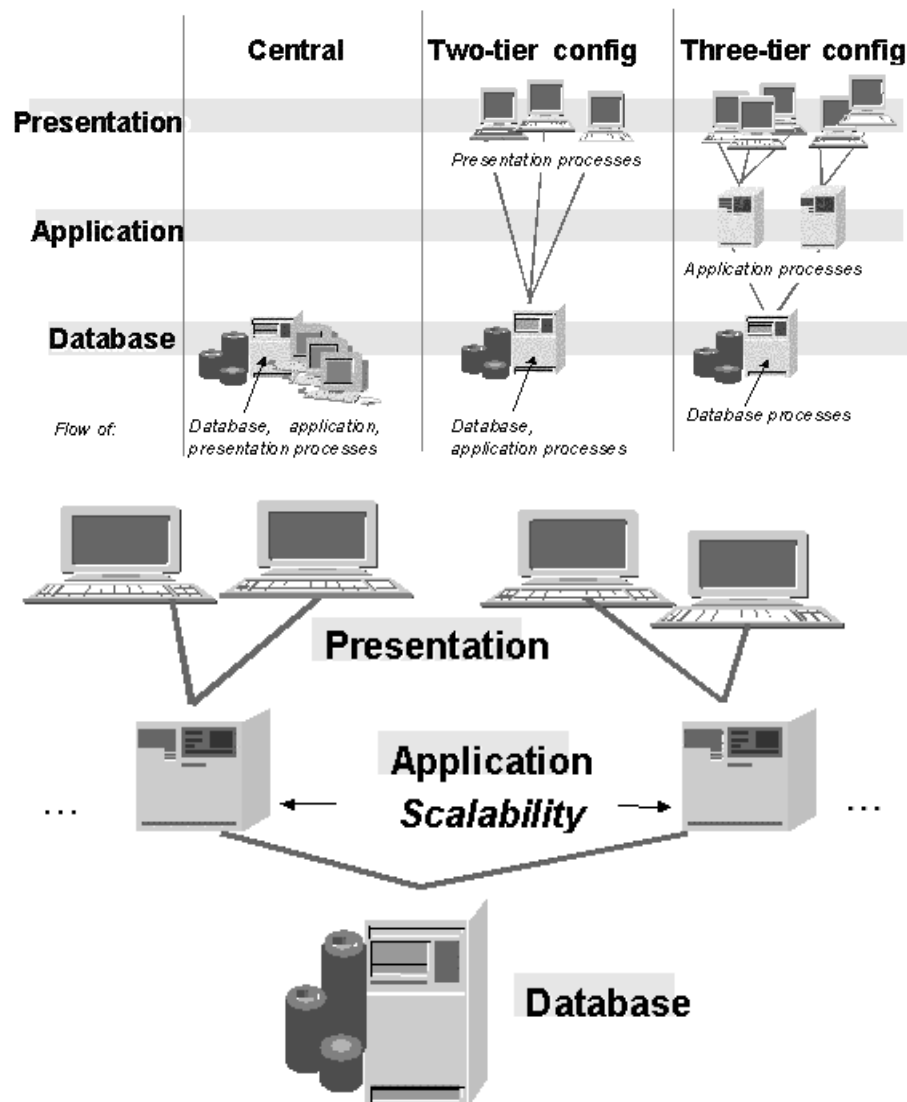 Central Two-tier config Three-tier config
Presentation
Presentation processes
Application
Application processes
Database
Flow of:
Database, application,
presentation processes
Database,
application processes
Database processes
Presentation
... Application ...
Scalability
Database